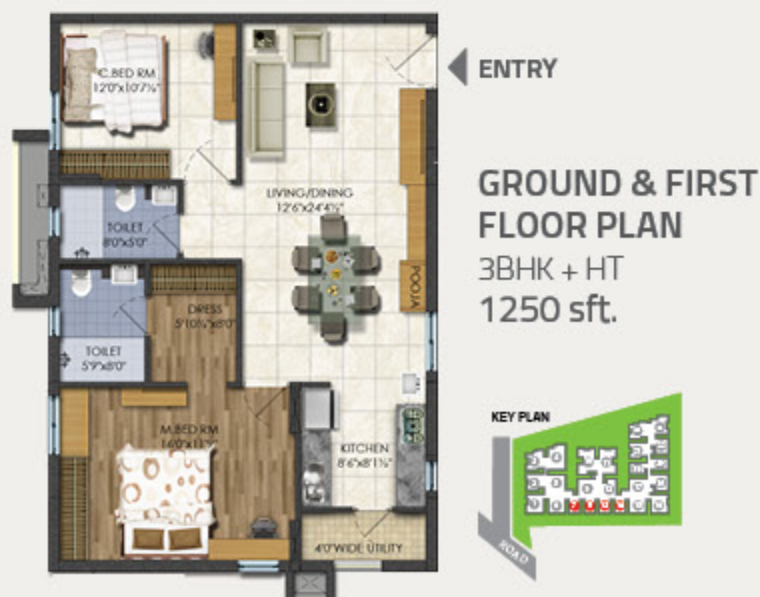 C.BED RM
12'0"x10'7½"
ENTRY
GROUND & FIRST
FLOOR PLAN
3BHK + HT
1250 sft.
LIVING/DINING
12'6"x24'4½"
TOILET
8'0"x5'0"
POOJA
DRESS
5'10½"x8'0"
TOILET
5'9"x8'0"
M.BED RM
KITCHEN
8'6"x8'1½"
4'0"WIDE UTILITY
KEY PLAN
ROAD